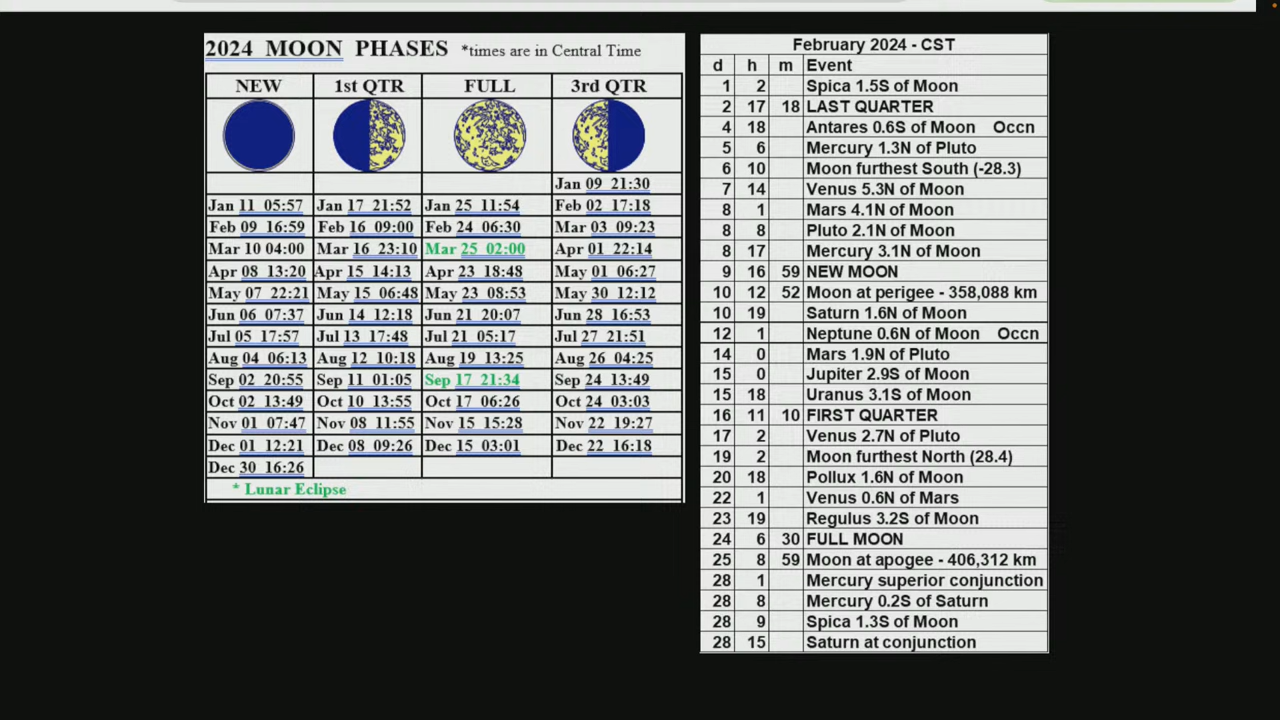 2024 MOON PHASES *times are in Central Time
NEW 1st QTR FULL 3rd QTR
Jan 09 21:30
Jan 11 05:57 Jan 17 21:52 Jan 25 11:54 Feb 02 17:18
Feb 09 16:59 Feb 16 09:00 Feb 24 06:30 Mar 03 09:23
Mar 10 04:00 Mar 16 23:10 Mar 25 02:00 Apr 01 22:14
Apr 08 13:20 Apr 15 14:13 Apr 23 18:48 May 01 06:27
May 07 22:21 May 15 06:48 May 23 08:53 May 30 12:12
Jun 06 07:37 Jun 14 12:18 Jun 21 20:07 Jun 28 16:53
Jul 05 17:57 Jul 13 17:48 Jul 21 05:17 Jul 27 21:51
Aug 04 06:13 Aug 12 10:18 Aug 19 13:25 Aug 26 04:25
Sep 02 20:55 Sep 11 01:05 Sep 17 21:34 Sep 24 13:49
Oct 02 13:49 Oct 10 13:55 Oct 17 06:26 Oct 24 03:03
Nov 01 07:47 Nov 08 11:55 Nov 15 15:28 Nov 22 19:27
Dec 01 12:21 Dec 08 09:26 Dec 15 03:01 Dec 22 16:18
Dec 30 16:26
* Lunar Eclipse
February 2024 - CST
d h m Event
1 2 Spica 1.5S of Moon
2 17 18 LAST QUARTER
4 18 Antares 0.6S of Moon Occn
5 6 Mercury 1.3N of Pluto
6 10 Moon furthest South (-28.3)
7 14 Venus 5.3N of Moon
8 1 Mars 4.1N of Moon
8 8 Pluto 2.1N of Moon
8 17 Mercury 3.1N of Moon
9 16 59 NEW MOON
10 12 52 Moon at perigee - 358,088 km
10 19 Saturn 1.6N of Moon
12 1 Neptune 0.6N of Moon Occn
14 0 Mars 1.9N of Pluto
15 0 Jupiter 2.9S of Moon
15 18 Uranus 3.1S of Moon
16 11 10 FIRST QUARTER
17 2 Venus 2.7N of Pluto
19 2 Moon furthest North (28.4)
20 18 Pollux 1.6N of Moon
22 1 Venus 0.6N of Mars
23 19 Regulus 3.2S of Moon
24 6 30 FULL MOON
25 8 59 Moon at apogee - 406,312 km
28 1 Mercury superior conjunction
28 8 Mercury 0.2S of Saturn
28 9 Spica 1.3S of Moon
28 15 Saturn at conjunction